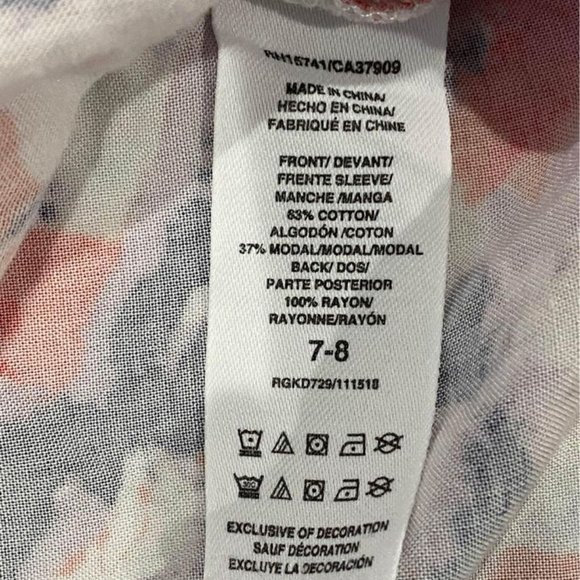 RN15741/CA37909
MADE IN CHINA/
HECHO EN CHINA/
FABRIQUÉ EN CHINE
FRONT/ DEVANT/
FRENTE SLEEVE/
MANCHE /MANGA
63% COTTON/
ALGODÓN /COTON
37% MODAL/MODAL/MODAL
BACK/ DOS/
PARTE POSTERIOR
100% RAYON/
RAYONNE/RAYÓN
7-8
RGKD729/111518
EXCLUSIVE OF DECORATION
SAUF DÉCORATION
EXCLUYE LA DECORACIÓN